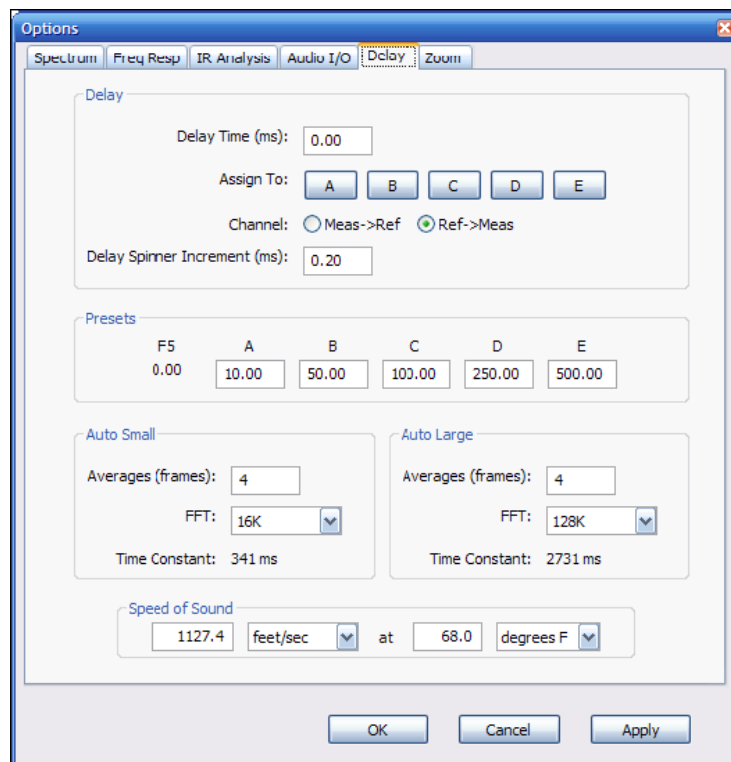 Options
Spectrum Freq Resp IR Analysis Audio I/O Delay Zoom
Delay
Delay Time (ms): 0.00
Assign To: A B C D E
Channel: Meas->Ref Ref->Meas
Delay Spinner Increment (ms): 0.20
Presets
F5 A B C D E
0.00 10.00 50.00 100.00 250.00 500.00
Auto Small
Averages (frames): 4
FFT: 16K
Time Constant: 341 ms
Auto Large
Averages (frames): 4
FFT: 128K
Time Constant: 2731 ms
Speed of Sound
1127.4 feet/sec at 68.0 degrees F
OK Cancel Apply